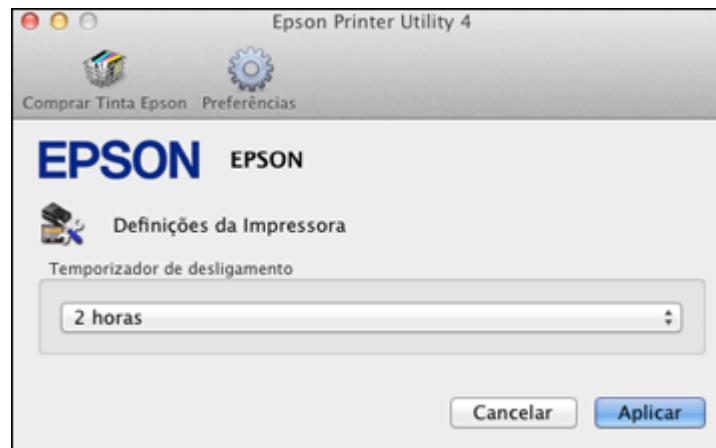 Epson Printer Utility 4
Comprar Tinta Epson Preferências
EPSON EPSON
Definições da Impressora
Temporizador de desligamento
2 horas
Cancelar Aplicar